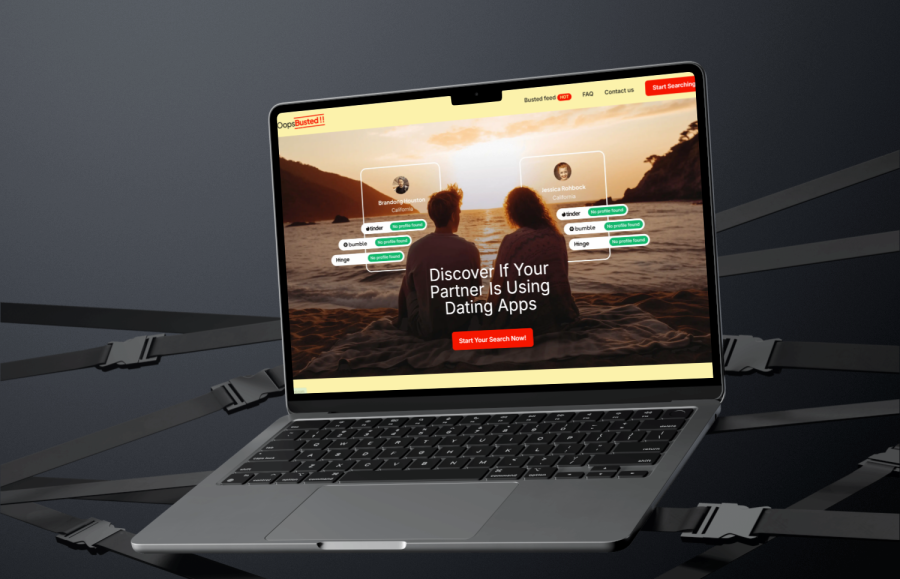 OopsBusted!!
Busted feed HOT
FAQ
Contact us
Start Searching
Brandon
California
tinder No profile found
bumble No profile found
Hinge No profile found
Jessica
California
tinder No profile found
bumble No profile found
Hinge No profile found
Discover If Your
Partner Is Using
Dating Apps
Start Your Search Now!